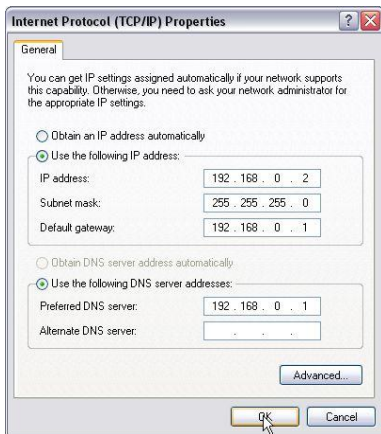 Internet Protocol (TCP/IP) Properties
General
You can get IP settings assigned automatically if your network supports
this capability. Otherwise, you need to ask your network administrator for
the appropriate IP settings.
Obtain an IP address automatically
Use the following IP address:
IP address: 192 . 168 . 0 . 2
Subnet mask: 255 . 255 . 255 . 0
Default gateway: 192 . 168 . 0 . 1
Obtain DNS server address automatically
Use the following DNS server addresses:
Preferred DNS server: 192 . 168 . 0 . 1
Alternate DNS server: . . .
Advanced...
OK Cancel